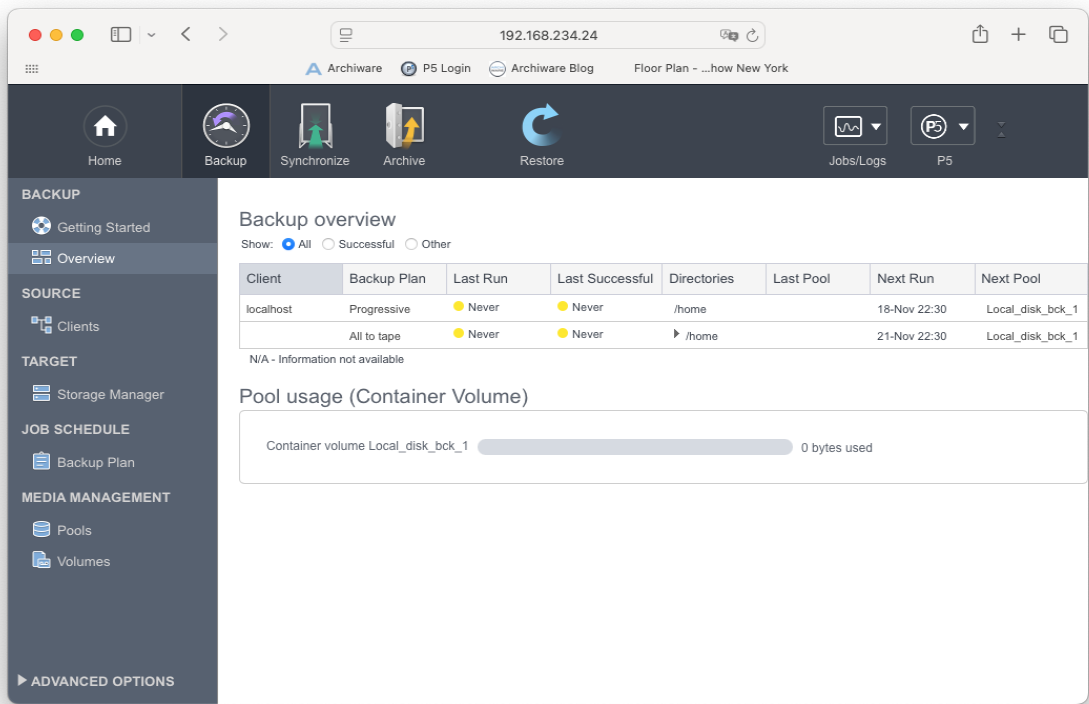 192.168.234.24
Archiware P5 Login Archiware Blog Floor Plan - ...how New York
Home Backup Synchronize Archive Restore Jobs/Logs P5 P5
BACKUP
Getting Started
Overview
SOURCE
Clients
TARGET
Storage Manager
JOB SCHEDULE
Backup Plan
MEDIA MANAGEMENT
Pools
Volumes
ADVANCED OPTIONS
Backup overview
Show: All Successful Other
Client Backup Plan Last Run Last Successful Directories Last Pool Next Run Next Pool
localhost Progressive Never Never /home 18-Nov 22:30 Local_disk_bck_1
All to tape Never Never /home 21-Nov 22:30 Local_disk_bck_1
N/A - Information not available
Pool usage (Container Volume)
Container volume Local_disk_bck_1 0 bytes used